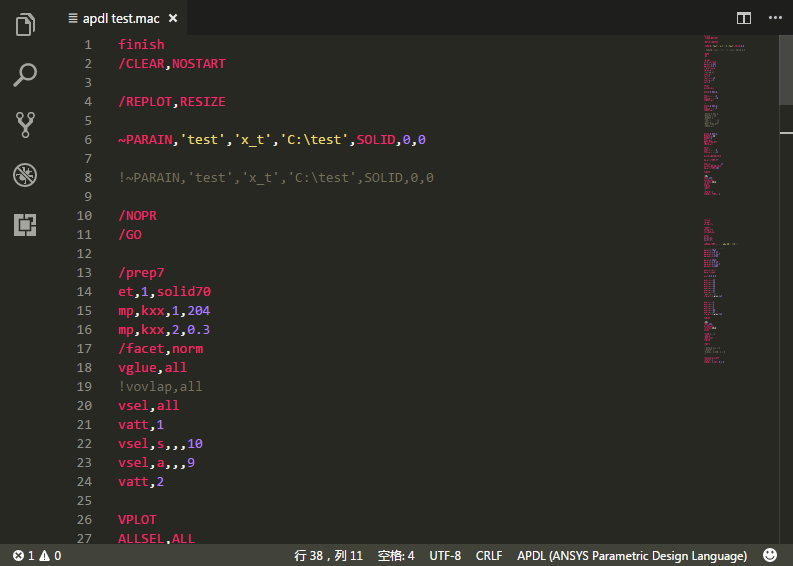 apdl test.mac
1 finish
2 /CLEAR,NOSTART
3
4 /REPLOT,RESIZE
5
6 ~PARAIN,'test','x_t','C:\test',SOLID,0,0
7
8 !~PARAIN,'test','x_t','C:\test',SOLID,0,0
9
10 /NOPR
11 /GO
12
13 /prep7
14 et,1,solid70
15 mp,kxx,1,204
16 mp,kxx,2,0.3
17 /facet,norm
18 vglue,all
19 !vovlap,all
20 vsel,all
21 vatt,1
22 vsel,s,,,10
23 vsel,a,,,9
24 vatt,2
25
26 VPLOT
27 ALLSEL,ALL
1 0 行 38，列 11 空格: 4 UTF-8 CRLF APDL (ANSYS Parametric Design Language)